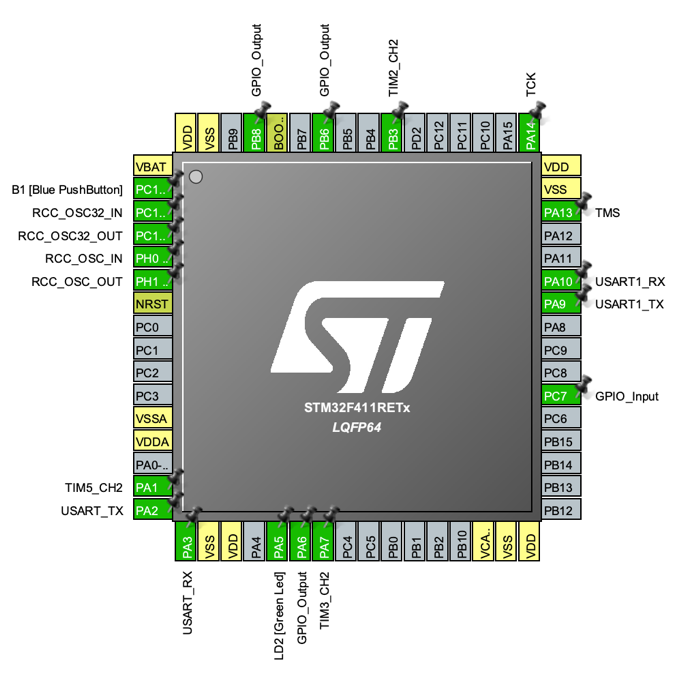 GPIO_Output
GPIO_Output
TIM2_CH2
TCK
VDD
VSS
PB9
PB8
BOO..
PB7
PB6
PB5
PB4
PB3
PD2
PC12
PC11
PC10
PA15
PA14
VBAT
B1 [Blue PushButton] PC1..
RCC_OSC32_IN PC1..
RCC_OSC32_OUT PC1..
RCC_OSC_IN PH0 ..
RCC_OSC_OUT PH1 ..
NRST
PC0
PC1
PC2
PC3
VSSA
VDDA
PA0-..
TIM5_CH2 PA1
USART_TX PA2
ST
STM32F411RETx
LQFP64
VDD
VSS
PA13 TMS
PA12
PA11
PA10 USART1_RX
PA9 USART1_TX
PA8
PC9
PC8
PC7 GPIO_Input
PC6
PB15
PB14
PB13
PB12
PA3
VSS
VDD
PA4
PA5
PA6
PA7
PC4
PC5
PB0
PB1
PB2
PB10
VCA..
VSS
VDD
USART_RX
LD2 [Green Led]
GPIO_Output
TIM3_CH2